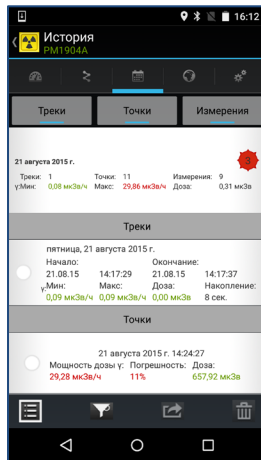 16:12
История
PM1904A
Треки Точки Измерения
21 августа 2015 г.
3
Треки: 1 Точки: 11 Измерения: 9
γ:Мин: 0,08 мкЗв/ч Макс: 29,86 мкЗв/ч Доза: 0,31 мкЗв
Треки
пятница, 21 августа 2015 г.
Начало: Окончание:
21.08.15 14:17:29 21.08.15 14:17:37
γ:Мин: Макс: Доза: Накопление:
0,09 мкЗв/ч 0,09 мкЗв/ч 0,00 мкЗв 8 сек.
Точки
21 августа 2015 г. 14:24:27
Мощность дозы γ: Погрешность: Доза:
29,28 мкЗв/ч 11% 657,92 мкЗв